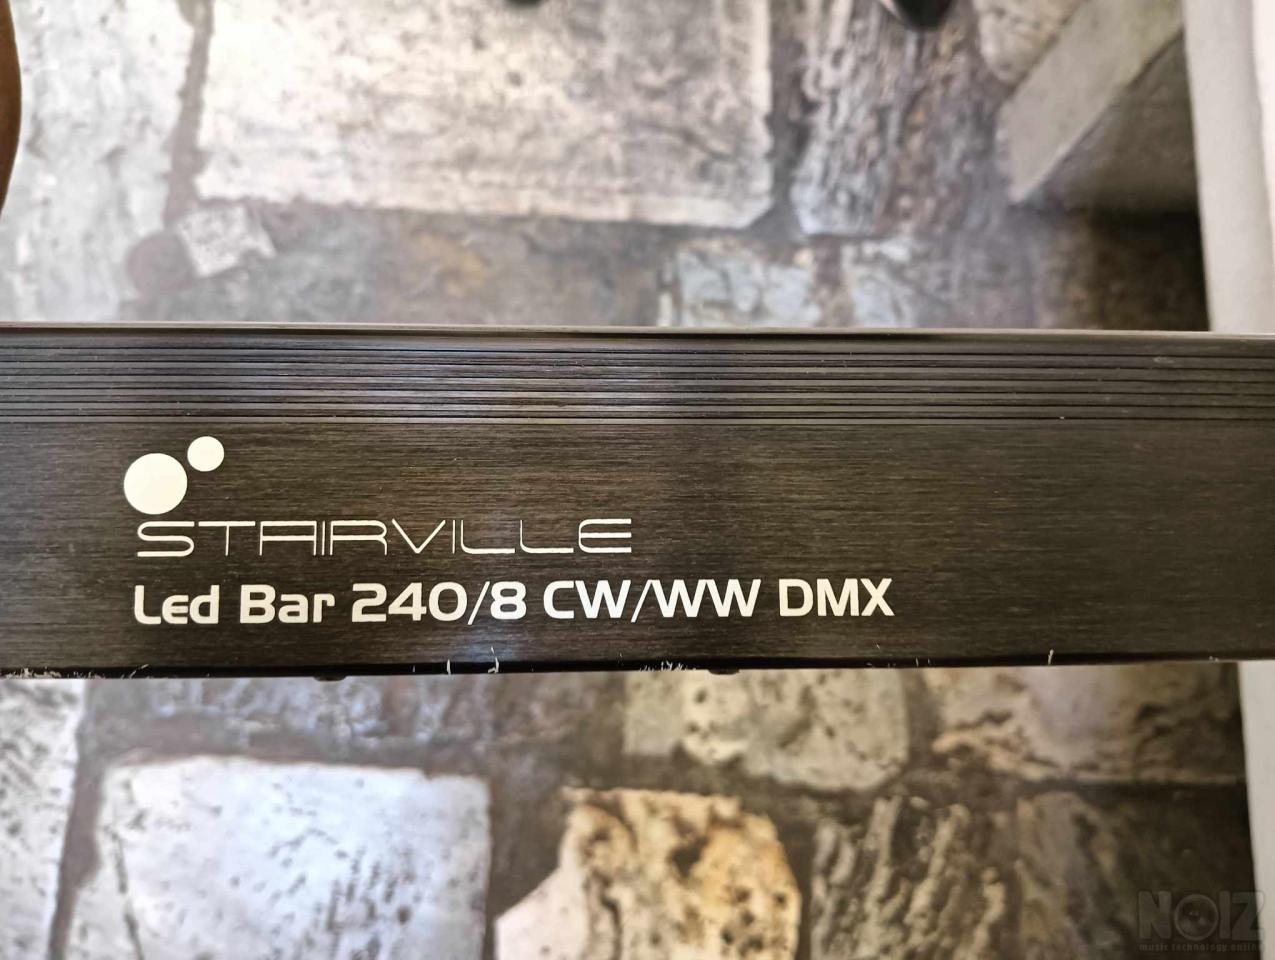 STAIRVILLE
Led Bar 240/8 CW/WW DMX
NOIZ
music technology online